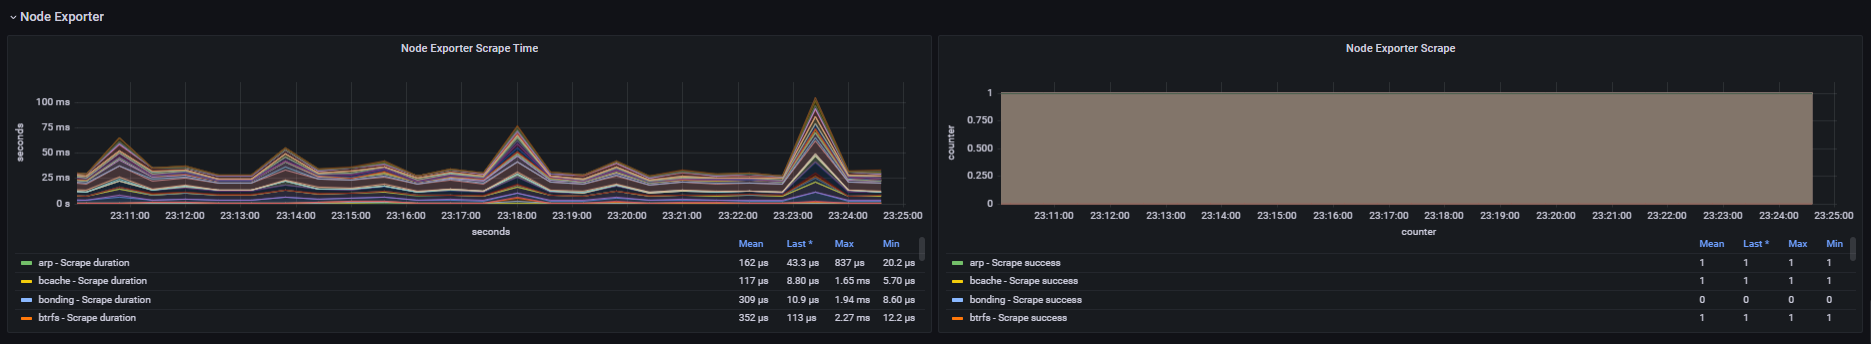 Node Exporter
Node Exporter Scrape Time
100 ms
75 ms
50 ms
25 ms
0 s
seconds
23:11:00 23:12:00 23:13:00 23:14:00 23:15:00 23:16:00 23:17:00 23:18:00 23:19:00 23:20:00 23:21:00 23:22:00 23:23:00 23:24:00 23:25:00
seconds
Mean Last * Max Min
arp - Scrape duration 162 µs 43.3 µs 837 µs 20.2 µs
bcache - Scrape duration 117 µs 8.80 µs 1.65 ms 5.70 µs
bonding - Scrape duration 309 µs 10.9 µs 1.94 ms 8.60 µs
btrfs - Scrape duration 352 µs 113 µs 2.27 ms 12.2 µs
Node Exporter Scrape
1
0.750
0.500
0.250
0
counter
23:11:00 23:12:00 23:13:00 23:14:00 23:15:00 23:16:00 23:17:00 23:18:00 23:19:00 23:20:00 23:21:00 23:22:00 23:23:00 23:24:00 23:25:00
counter
Mean Last * Max Min
arp - Scrape success 1 1 1 1
bcache - Scrape success 1 1 1 1
bonding - Scrape success 0 0 0 0
btrfs - Scrape success 1 1 1 1